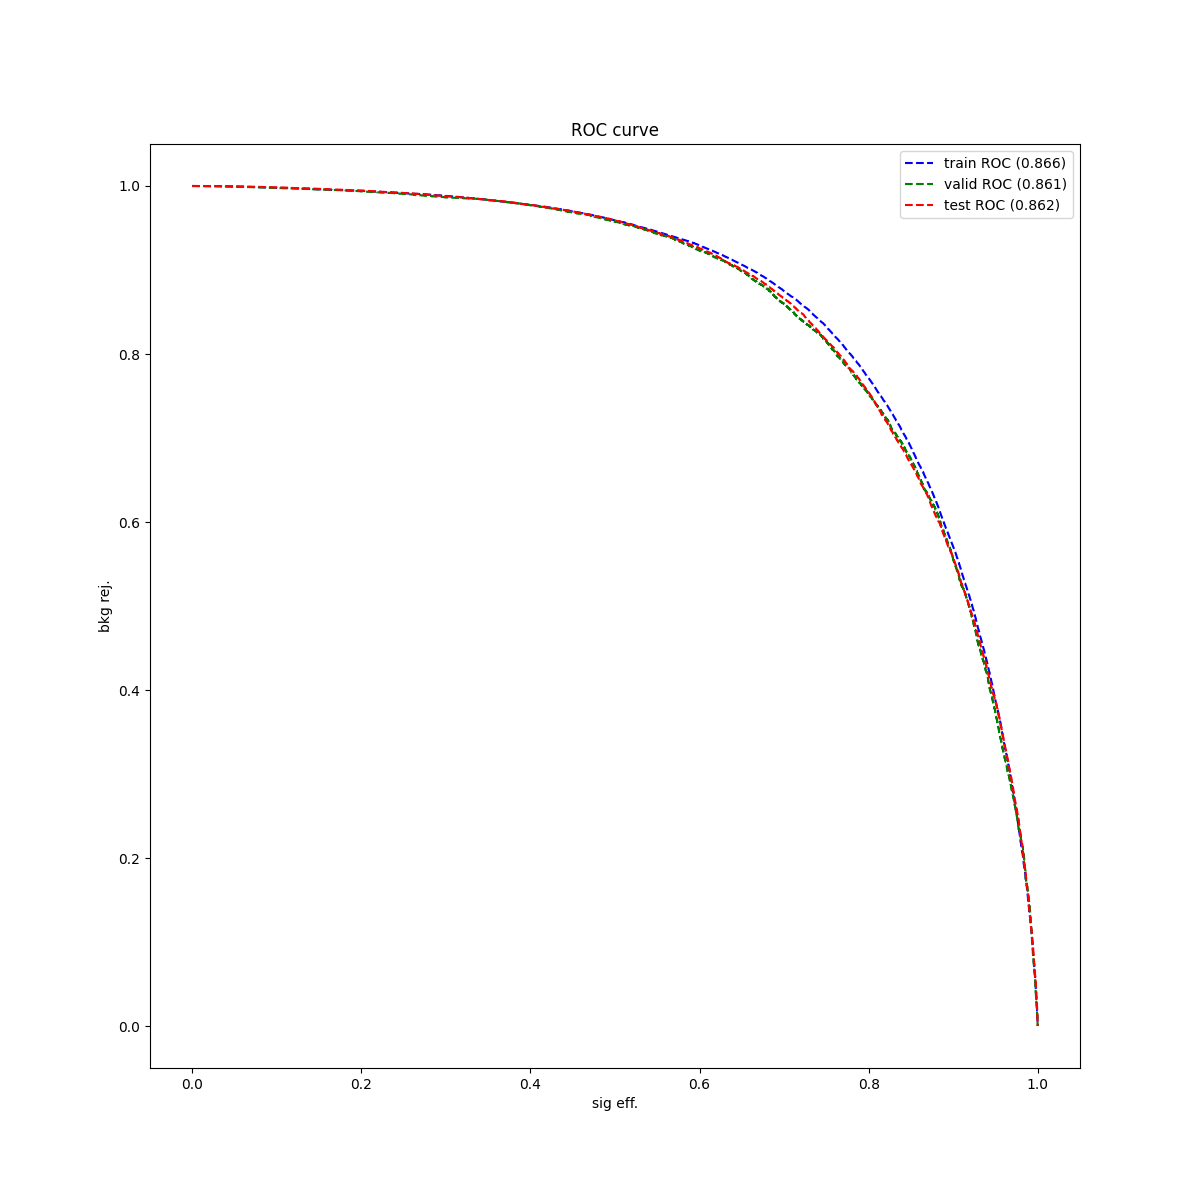 ROC curve
train ROC (0.866)
valid ROC (0.861)
test ROC (0.862)
1.0
0.8
0.6
0.4
0.2
0.0
bkg rej.
0.0 0.2 0.4 0.6 0.8 1.0
sig eff.